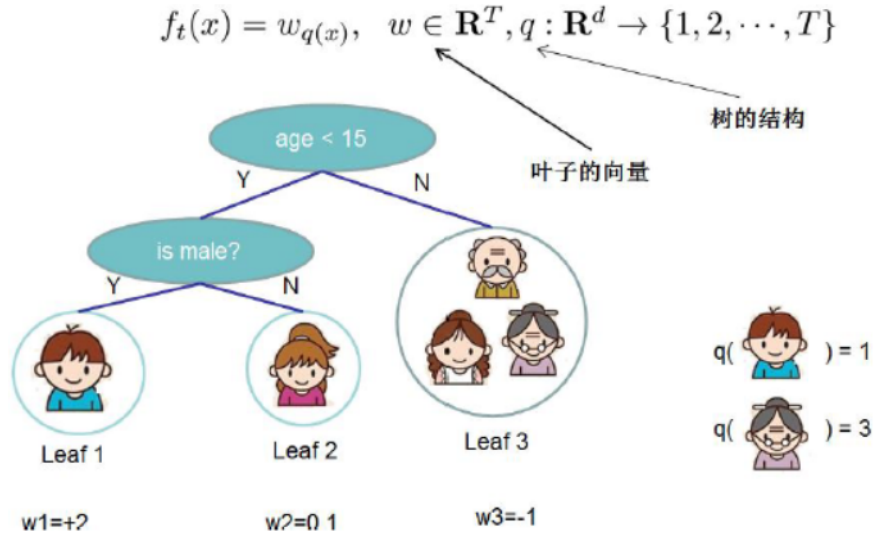 f_t(x) = w_{q(x)}, w ∈ R^T, q : R^d → {1, 2, ⋯, T}
树的结构
叶子的向量
age < 15
Y
N
is male?
Y
N
q( ) = 1
q( ) = 3
Leaf 1
Leaf 2
Leaf 3
w1=+2
w2=0.1
w3=-1